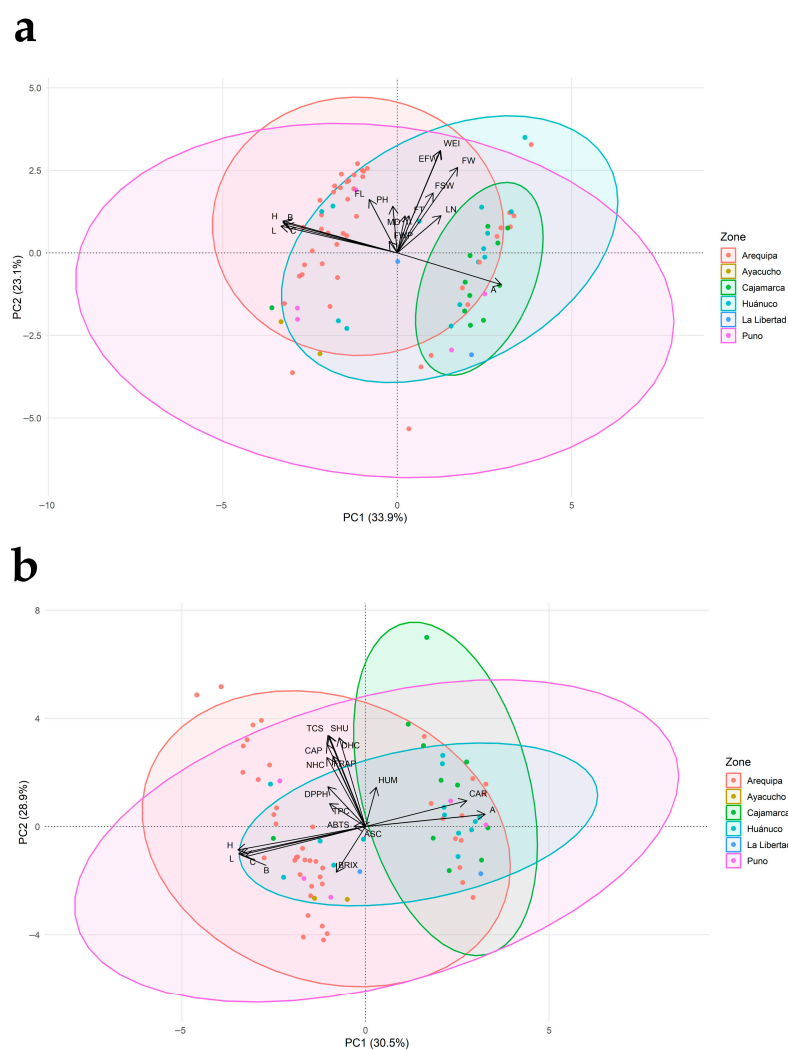 a
5.0
2.5
0.0
−2.5
−5.0
PC2 (23.1%)
WEI
EFW
FW
FSW
FL
PH
LN
H
B
L
C
A
−10
−5
0
5
PC1 (33.9%)
Zone
Arequipa
Ayacucho
Cajamarca
Huánuco
La Libertad
Puno
b
8
4
0
−4
PC2 (28.9%)
TCS
SHU
DHC
CAP
NHC
FRAP
DPPH
HUM
CAR
TPC
A
ABTS
ASC
H
L
C
B
BRIX
−5
0
5
PC1 (30.5%)
Zone
Arequipa
Ayacucho
Cajamarca
Huánuco
La Libertad
Puno